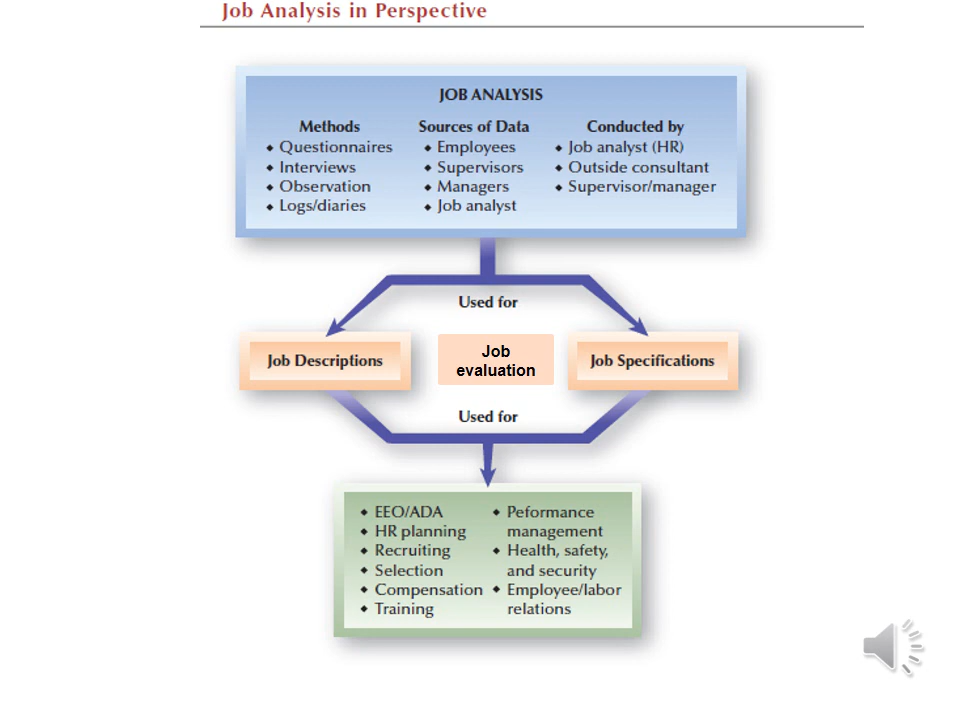 Job Analysis in Perspective
JOB ANALYSIS
Methods
◆ Questionnaires
◆ Interviews
◆ Observation
◆ Logs/diaries
Sources of Data
◆ Employees
◆ Supervisors
◆ Managers
◆ Job analyst
Conducted by
◆ Job analyst (HR)
◆ Outside consultant
◆ Supervisor/manager
Used for
Job Descriptions
Job
evaluation
Job Specifications
Used for
◆ EEO/ADA
◆ HR planning
◆ Recruiting
◆ Selection
◆ Compensation
◆ Training
◆ Peformance
management
◆ Health, safety,
and security
◆ Employee/labor
relations